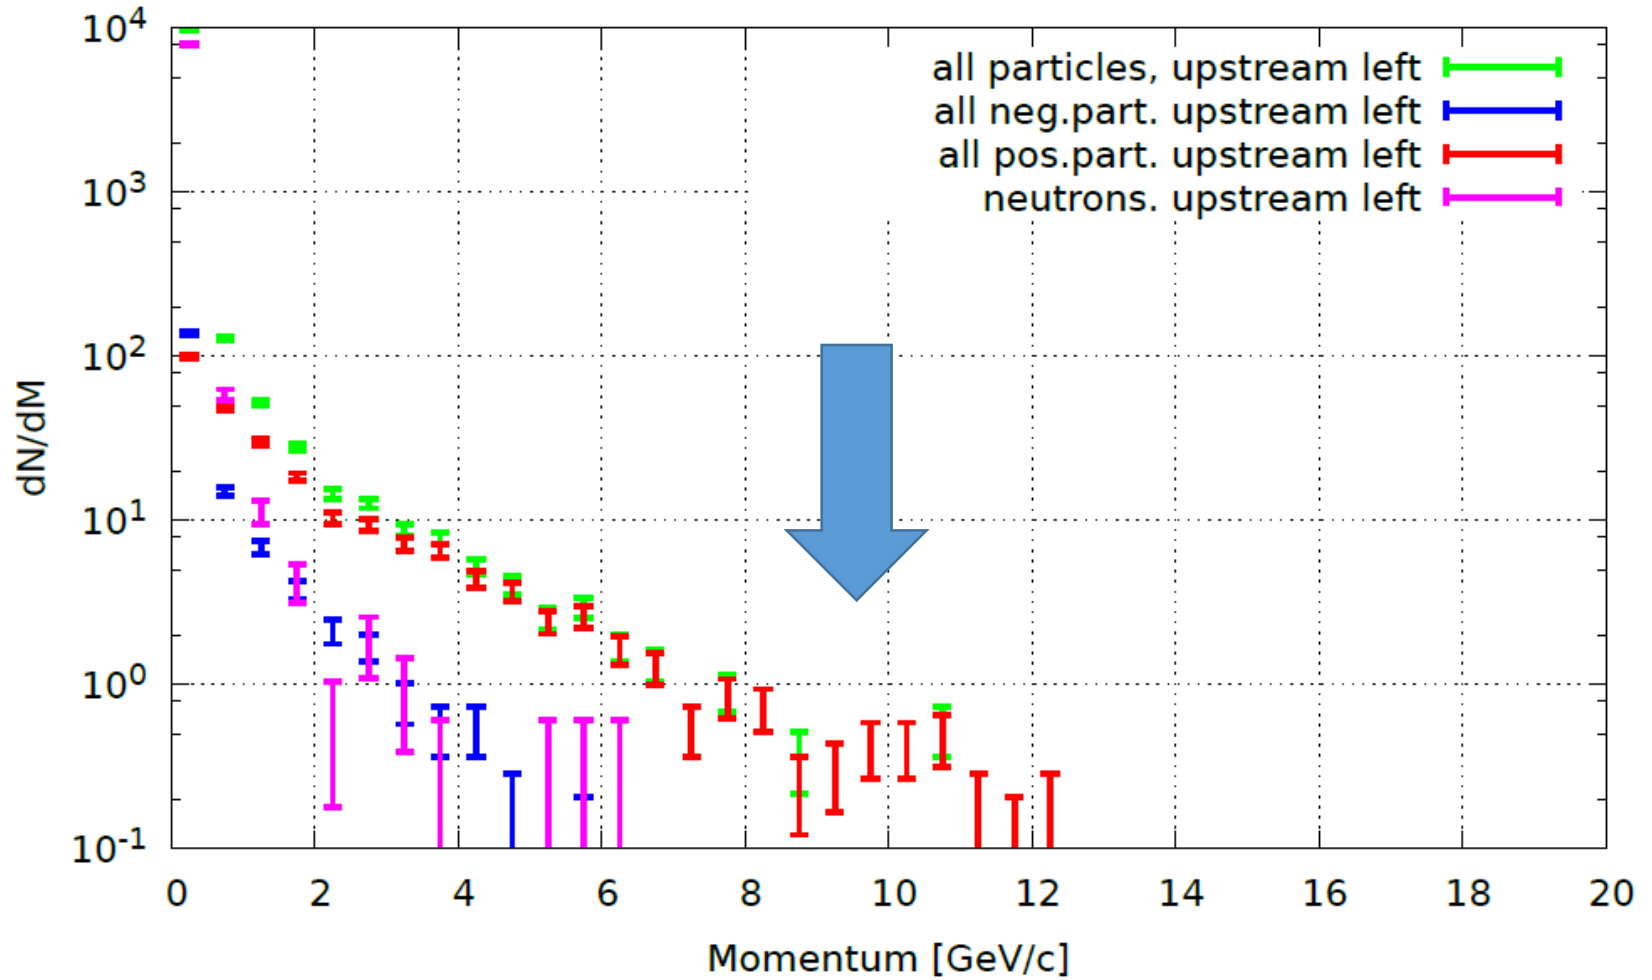 10^4
10^3
10^2
10^1
10^0
10^-1
dN/dM
all particles, upstream left
all neg.part. upstream left
all pos.part. upstream left
neutrons. upstream left
0 2 4 6 8 10 12 14 16 18 20
Momentum [GeV/c]